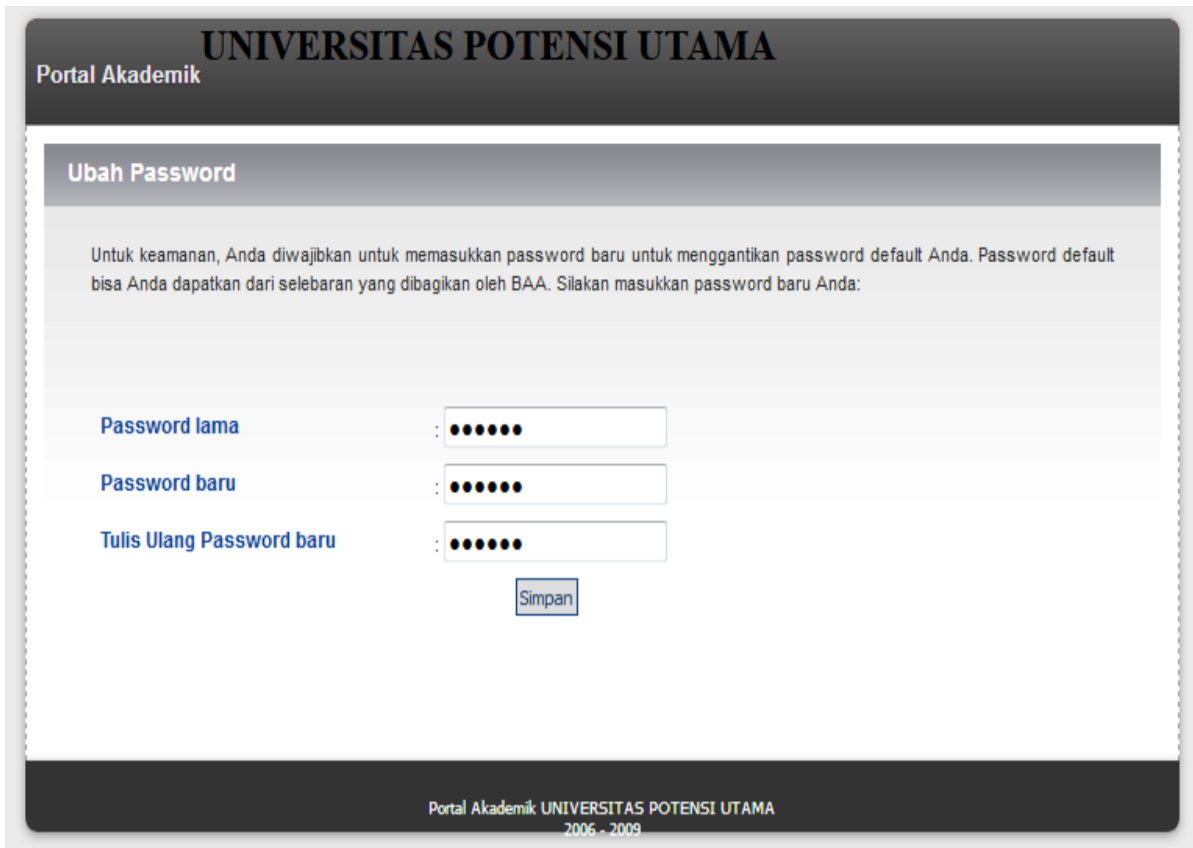 UNIVERSITAS POTENSI UTAMA
Portal Akademik
Ubah Password
Untuk keamanan, Anda diwajibkan untuk memasukkan password baru untuk menggantikan password default Anda. Password default
bisa Anda dapatkan dari selebaran yang dibagikan oleh BAA. Silakan masukkan password baru Anda:
Password lama : ●●●●●●
Password baru : ●●●●●●
Tulis Ulang Password baru : ●●●●●●
Simpan
Portal Akademik UNIVERSITAS POTENSI UTAMA
2006 - 2009